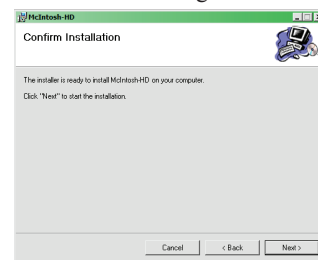 McIntosh-HD
Confirm Installation
The installer is ready to install McIntosh-HD on your computer.
Click "Next" to start the installation.
Cancel
< Back
Next >